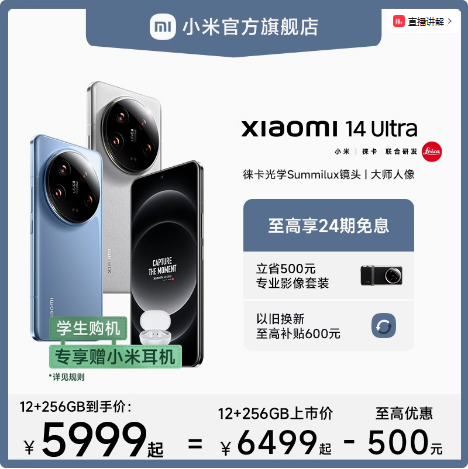 小米官方旗舰店
直播讲解
xiaomi 14 Ultra
小米 | 徕卡 联合研发
Leica
徕卡光学Summilux镜头 | 大师人像
至高享24期免息
立省500元
专业影像套装
以旧换新
至高补贴600元
CAPTURE
THE MOMENT
xiaomi
学生购机
专享赠小米耳机
*详见规则
12+256GB到手价:
¥5999起
=
12+256GB上市价
¥6499起
-
至高优惠
500元